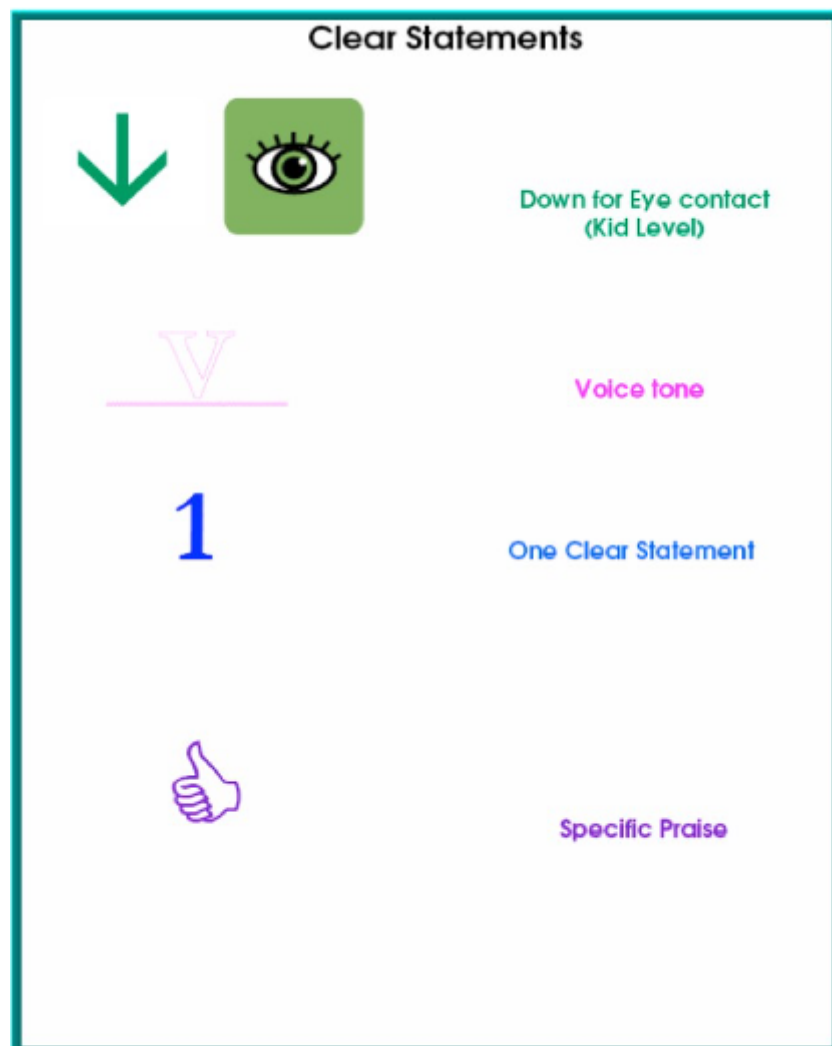 Clear Statements
Down for Eye contact
(Kid Level)
V
Voice tone
1
One Clear Statement
Specific Praise